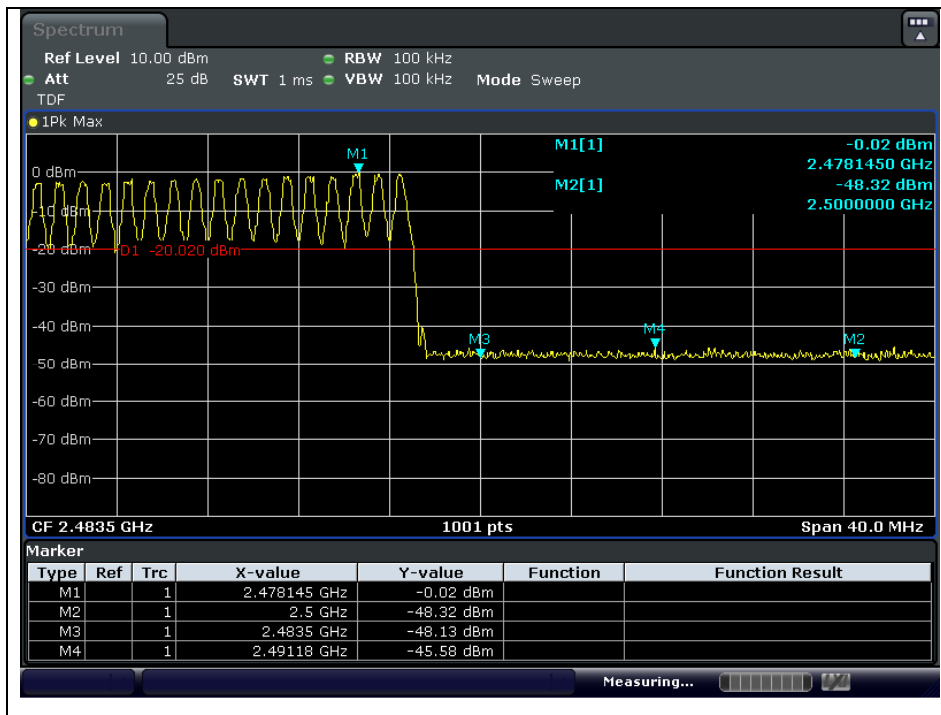 Spectrum
Ref Level 10.00 dBm RBW 100 kHz
Att 25 dB SWT 1 ms VBW 100 kHz Mode Sweep
TDF
1Pk Max
M1[1] -0.02 dBm
2.4781450 GHz
M2[1] -48.32 dBm
2.5000000 GHz
M1
0 dBm
-10 dBm
-20 dBm
D1 -20.020 dBm
-30 dBm
-40 dBm
M3
M4
M2
-50 dBm
-60 dBm
-70 dBm
-80 dBm
CF 2.4835 GHz 1001 pts Span 40.0 MHz
Marker
Type Ref Trc X-value Y-value Function Function Result
M1 1 2.478145 GHz -0.02 dBm
M2 1 2.5 GHz -48.32 dBm
M3 1 2.4835 GHz -48.13 dBm
M4 1 2.49118 GHz -45.58 dBm
Measuring...